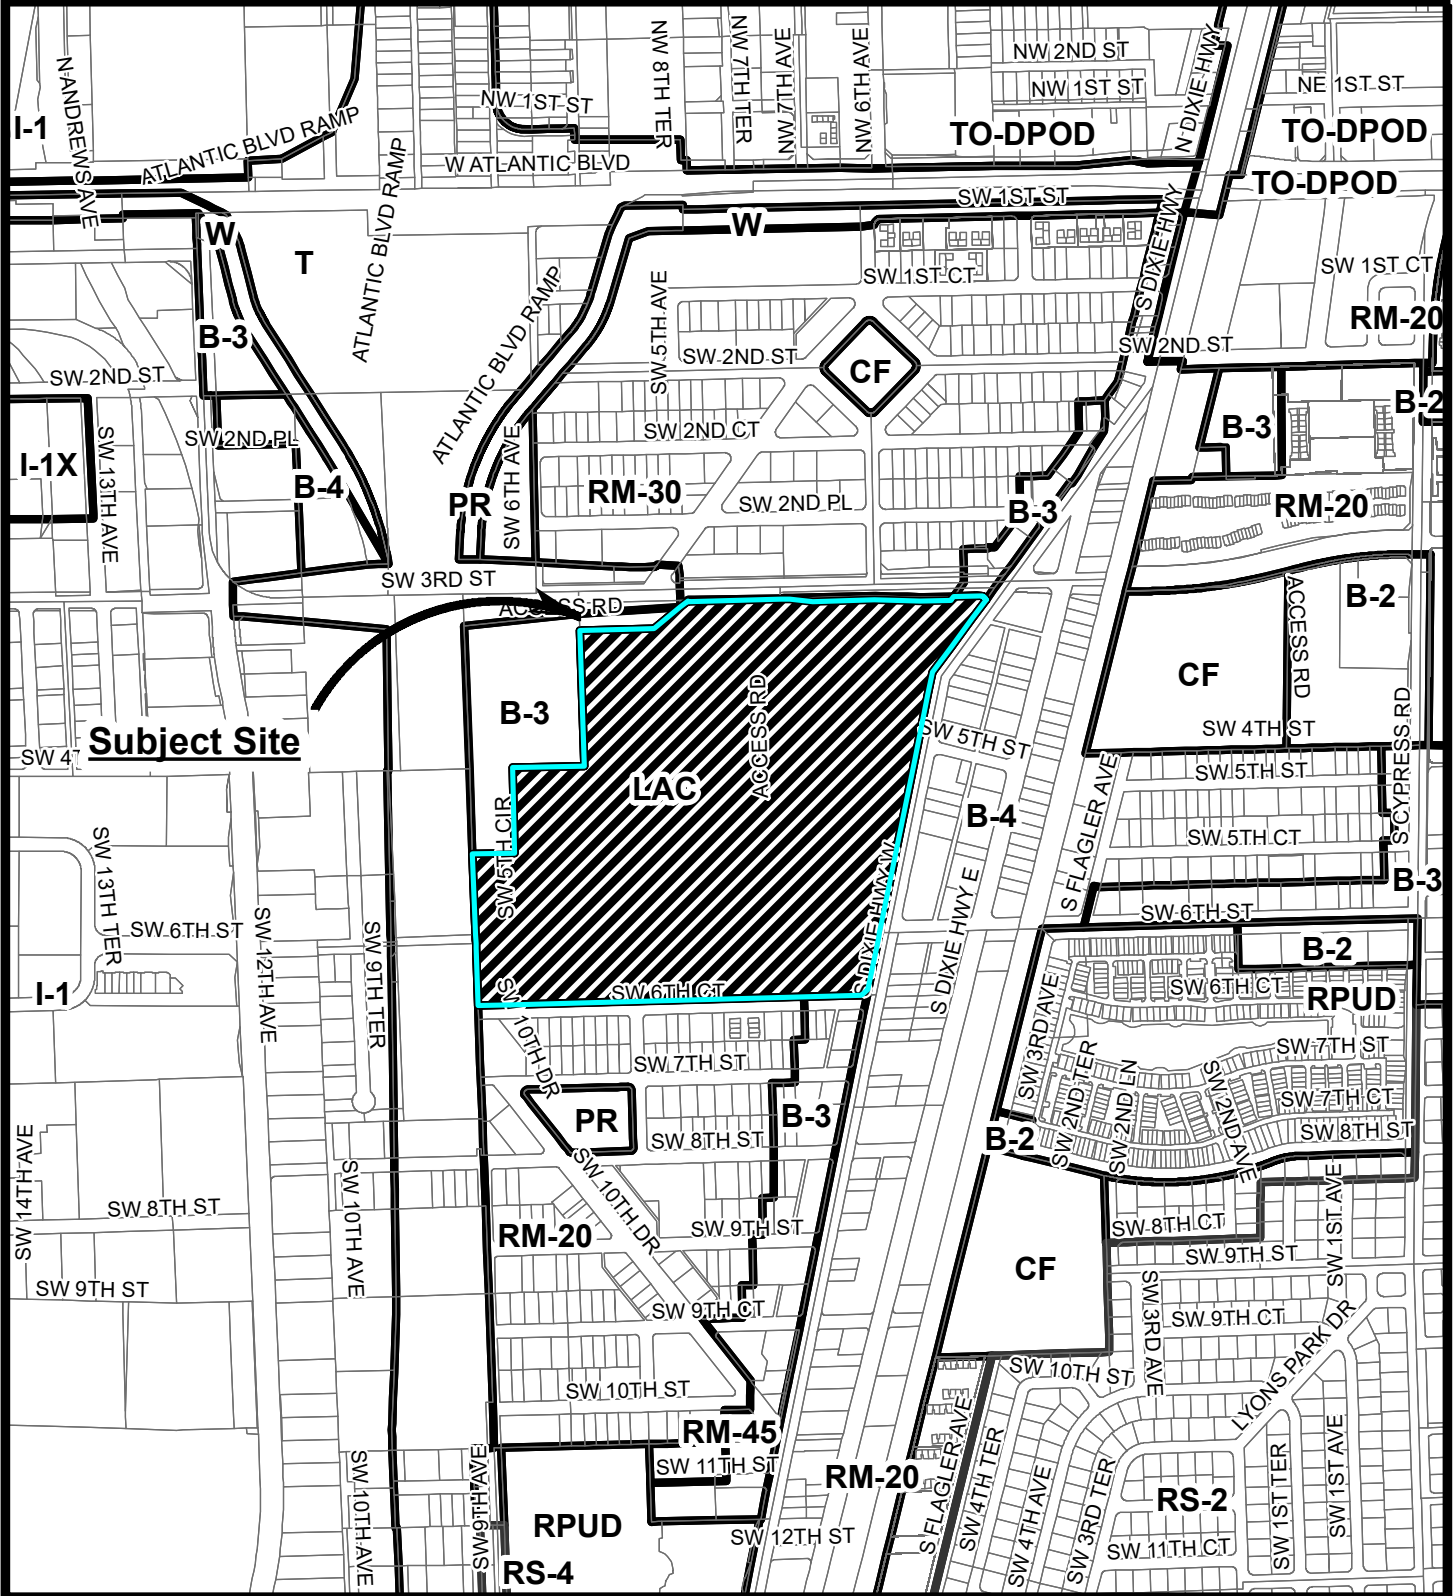 NW 2ND ST
NW 1ST ST
NE 1ST ST
N ANDREWS AVE
I-1
NW 1ST ST
NW 8TH TER
NW 7TH TER
NW 7TH AVE
NW 6TH AVE
N DIXIE HWY
TO-DPOD
TO-DPOD
ATLANTIC BLVD RAMP
W ATLANTIC BLVD
TO-DPOD
SW 1ST ST
W
W
T
ATLANTIC BLVD RAMP
S DIXIE HWY
SW 1ST CT
SW 1ST CT
B-3
ATLANTIC BLVD RAMP
SW 5TH AVE
RM-20
SW 2ND ST
SW 2ND ST
SW 2ND ST
CF
B-2
SW 2ND PL
SW 2ND CT
B-3
I-1X
SW 13TH AVE
B-4
PR
SW 6TH AVE
RM-30
SW 2ND PL
B-3
RM-20
SW 3RD ST
ACCESS RD
ACCESS RD
B-2
CF
B-3
ACCESS RD
SW 4TH ST
S CYPRESS RD
Subject Site
SW 4T
SW 5TH ST
SW 5TH ST
LAC
B-4
S FLAGLER AVE
SW 5TH CT
SW 5TH CIR
S DIXIE HWY W
S DIXIE HWY E
B-3
SW 13TH TER
SW 6TH ST
SW 12TH AVE
SW 9TH TER
SW 6TH ST
B-2
I-1
SW 6TH CT
SW 6TH CT
RPUD
SW 10TH DR
SW 3RD AVE
SW 7TH ST
SW 7TH ST
SW 2ND TER
SW 2ND LN
SW 2ND AVE
SW 7TH CT
PR
B-3
SW 8TH ST
SW 8TH ST
B-2
SW 14TH AVE
SW 10TH AVE
SW 10TH DR
SW 8TH ST
SW 1ST AVE
RM-20
SW 9TH ST
SW 8TH CT
SW 9TH ST
CF
SW 9TH ST
SW 9TH CT
SW 3RD AVE
SW 9TH CT
LYONS PARK DR
SW 10TH ST
SW 10TH ST
RM-45
SW 11TH ST
SW 10TH AVE
SW 9TH AVE
RM-20
S FLAGLER AVE
SW 4TH TER
SW 4TH AVE
SW 3RD TER
RS-2
SW 1ST TER
SW 1ST AVE
RPUD
SW 12TH ST
SW 11TH CT
RS-4